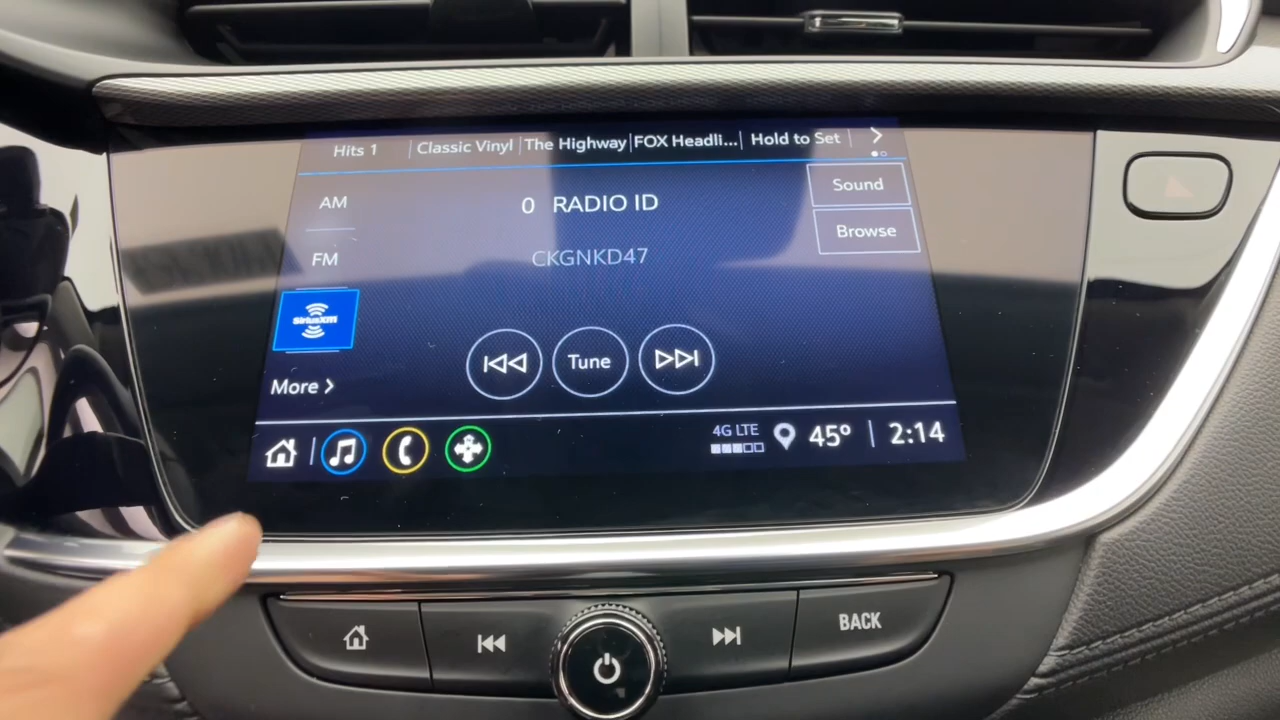 Hits 1 Classic Vinyl The Highway FOX Headli... Hold to Set
AM
0 RADIO ID
Sound
FM
CKGNKD47
Browse
SiriusXM
Tune
More
4G LTE
45° 2:14
BACK